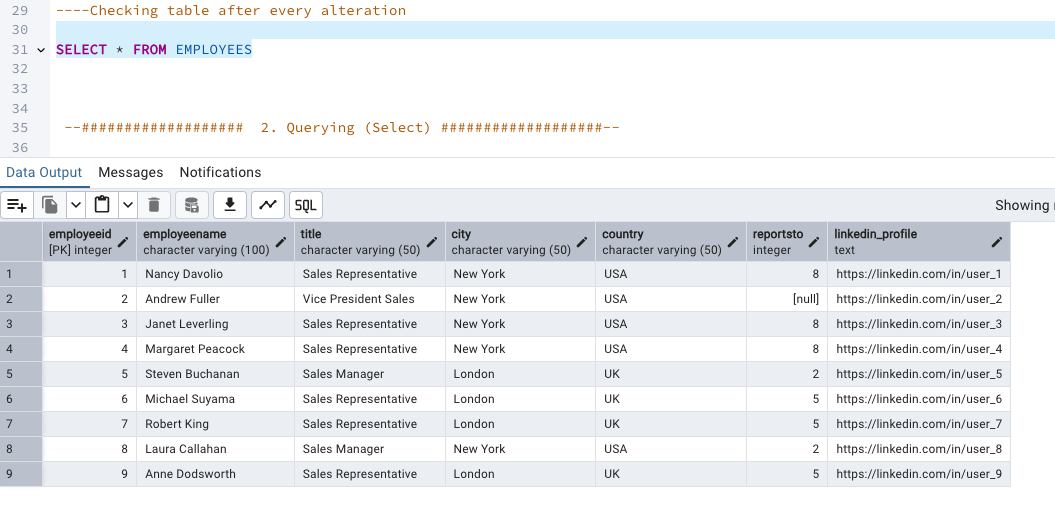 29 ----Checking table after every alteration
30
31 SELECT * FROM EMPLOYEES
32
33
34
35 --################### 2. Querying (Select) ###################--
36
Data Output Messages Notifications
SQL Showing
employeeid employeename title city country reportsto linkedin_profile
[PK] integer character varying (100) character varying (50) character varying (50) character varying (50) integer text
1 1 Nancy Davolio Sales Representative New York USA 8 https://linkedin.com/in/user_1
2 2 Andrew Fuller Vice President Sales New York USA [null] https://linkedin.com/in/user_2
3 3 Janet Leverling Sales Representative New York USA 8 https://linkedin.com/in/user_3
4 4 Margaret Peacock Sales Representative New York USA 8 https://linkedin.com/in/user_4
5 5 Steven Buchanan Sales Manager London UK 2 https://linkedin.com/in/user_5
6 6 Michael Suyama Sales Representative London UK 5 https://linkedin.com/in/user_6
7 7 Robert King Sales Representative London UK 5 https://linkedin.com/in/user_7
8 8 Laura Callahan Sales Manager New York USA 2 https://linkedin.com/in/user_8
9 9 Anne Dodsworth Sales Representative London UK 5 https://linkedin.com/in/user_9